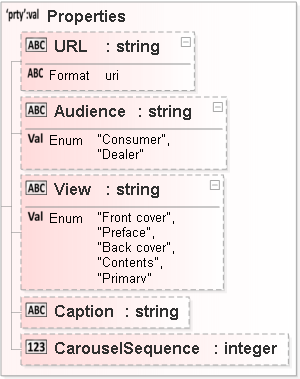 'prty':val Properties
ABC URL : string
ABC Format uri
ABC Audience : string
Val Enum "Consumer",
"Dealer"
ABC View : string
Val Enum "Front cover",
"Preface",
"Back cover",
"Contents",
"Primary
ABC Caption : string
123 CarouselSequence : integer